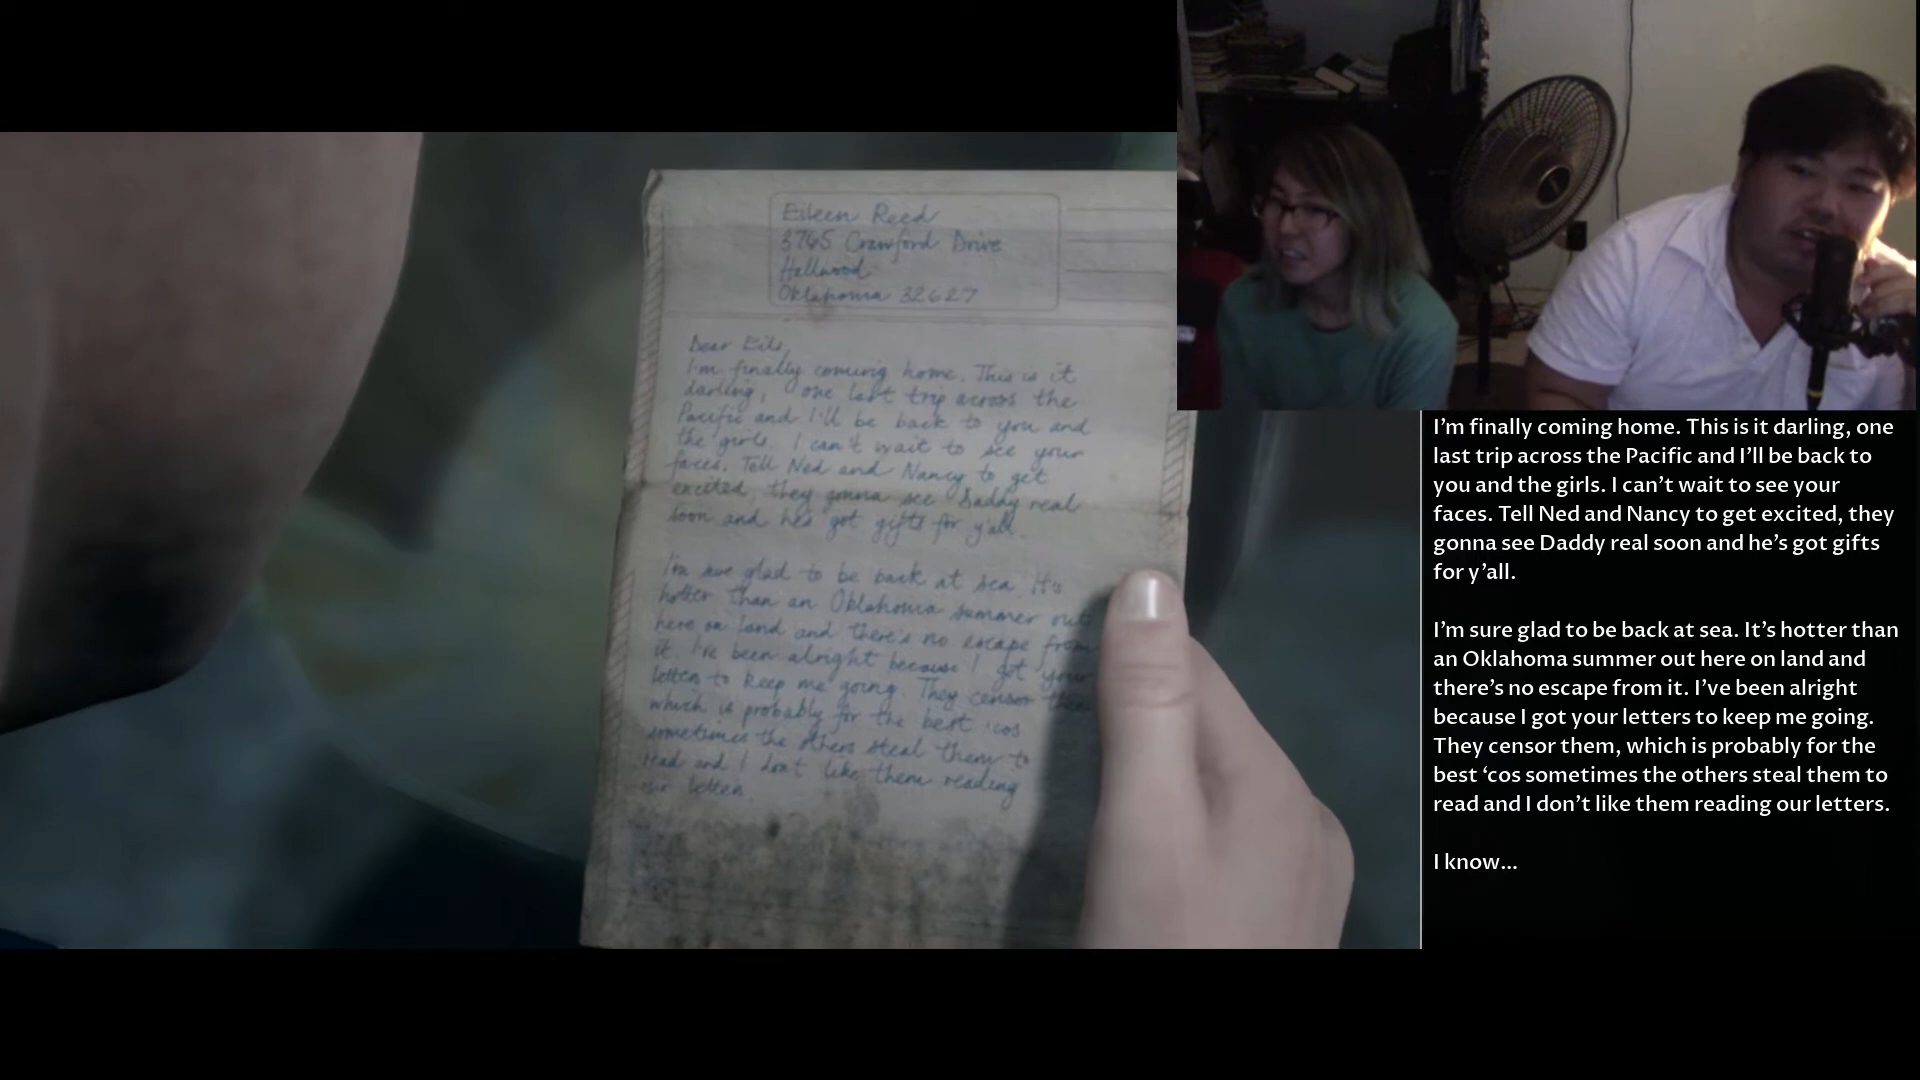 Eileen Reed
3765 Crawford Drive
Hallwood
Oklahoma 32627
Dear Eile,
I'm finally coming home. This is it
darling, one last trip across the
Pacific and I'll be back to you and
the girls. I can't wait to see your
faces. Tell Ned and Nancy to get
excited, they gonna see Daddy real
soon and he's got gifts for y'all.
I'm sure glad to be back at sea. It's
hotter than an Oklahoma summer out
here on land and there's no escape from
it. I've been alright because I got your
letters to keep me going. They censor them
which is probably for the best 'cos
sometimes the others steal them to
read and I don't like them reading
our letters.
I'm finally coming home. This is it darling, one
last trip across the Pacific and I'll be back to
you and the girls. I can't wait to see your
faces. Tell Ned and Nancy to get excited, they
gonna see Daddy real soon and he's got gifts
for y'all.
I'm sure glad to be back at sea. It's hotter than
an Oklahoma summer out here on land and
there's no escape from it. I've been alright
because I got your letters to keep me going.
They censor them, which is probably for the
best 'cos sometimes the others steal them to
read and I don't like them reading our letters.
I know...